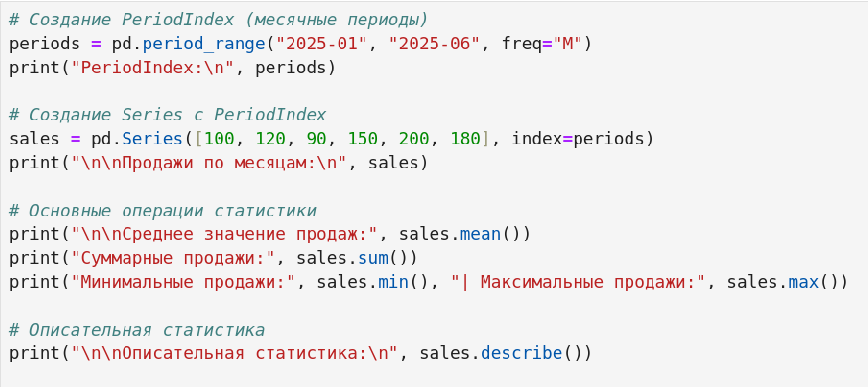 # Создание PeriodIndex (месячные периоды)
periods = pd.period_range("2025-01", "2025-06", freq="M")
print("PeriodIndex:\n", periods)
# Создание Series с PeriodIndex
sales = pd.Series([100, 120, 90, 150, 200, 180], index=periods)
print("\n\nПродажи по месяцам:\n", sales)
# Основные операции статистики
print("\n\nСреднее значение продаж:", sales.mean())
print("Суммарные продажи:", sales.sum())
print("Минимальные продажи:", sales.min(), "| Максимальные продажи:", sales.max())
# Описательная статистика
print("\n\nОписательная статистика:\n", sales.describe())